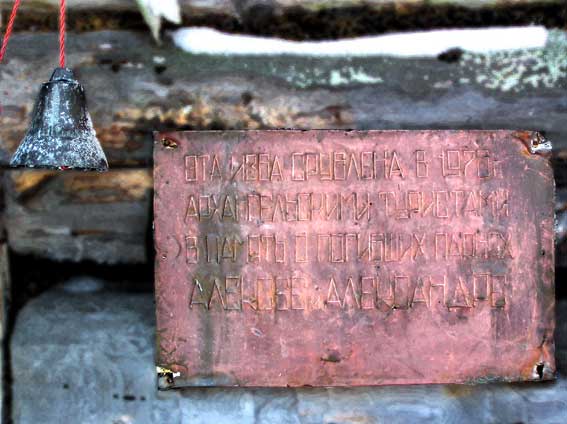 ЭТА ИЗБА СРУБЛЕНА В 1978г
АРХАНГЕЛЬСКИМИ ТУРИСТАМИ
В ПАМЯТЬ О ПОГИБШИХ ПАРНЯХ
АЛЕКСЕЕ И АЛЕКСАНДРЕ